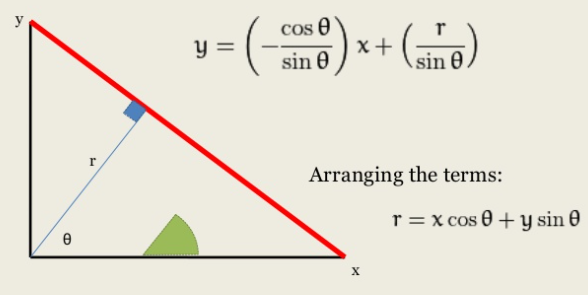 y
y = (− cos θ / sin θ) x + (r / sin θ)
r
Arranging the terms:
r = x cos θ + y sin θ
θ
x